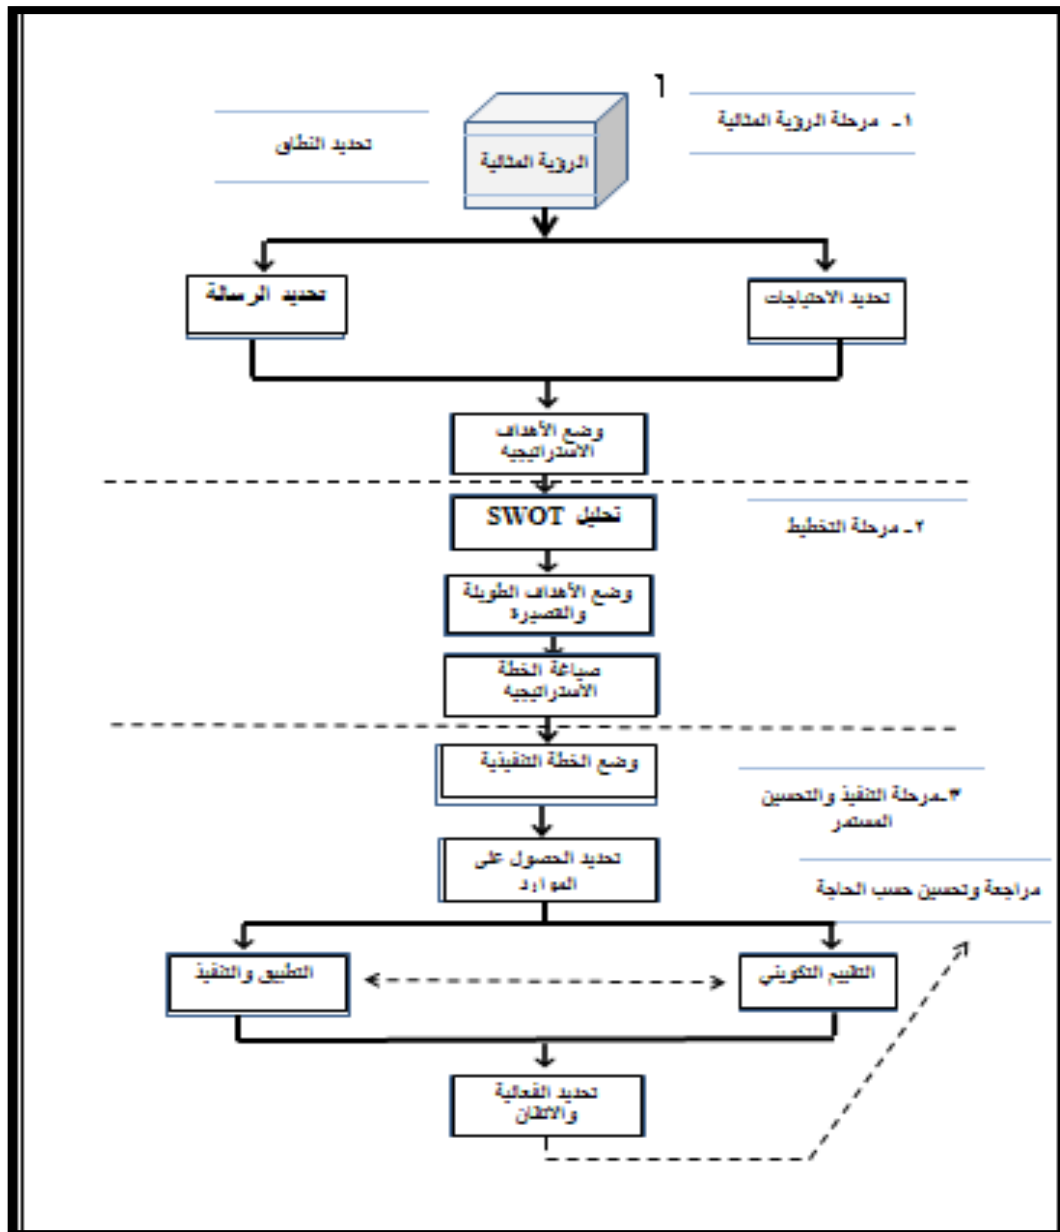 ١- مرحلة الرؤية المثالية
تحديد النطاق
الرؤية المثالية
تحديد الاحتياجات
تحديد الرسالة
وضع الأهداف
الاستراتيجية
تحليل SWOT
٢- مرحلة التخطيط
وضع الأهداف الطويلة
والقصيرة
صياغة الخطة
الأستراتيجية
وضع الخطة التنفيذية
٣-مرحلة التنفيذ والتحسين
المستمر
تحديد الحصول على
الموارد
مراجعة وتحسين حسب الحاجة
التقييم التكويني
التطبيق والتنفيذ
تحديد الفعالية
والاتقان